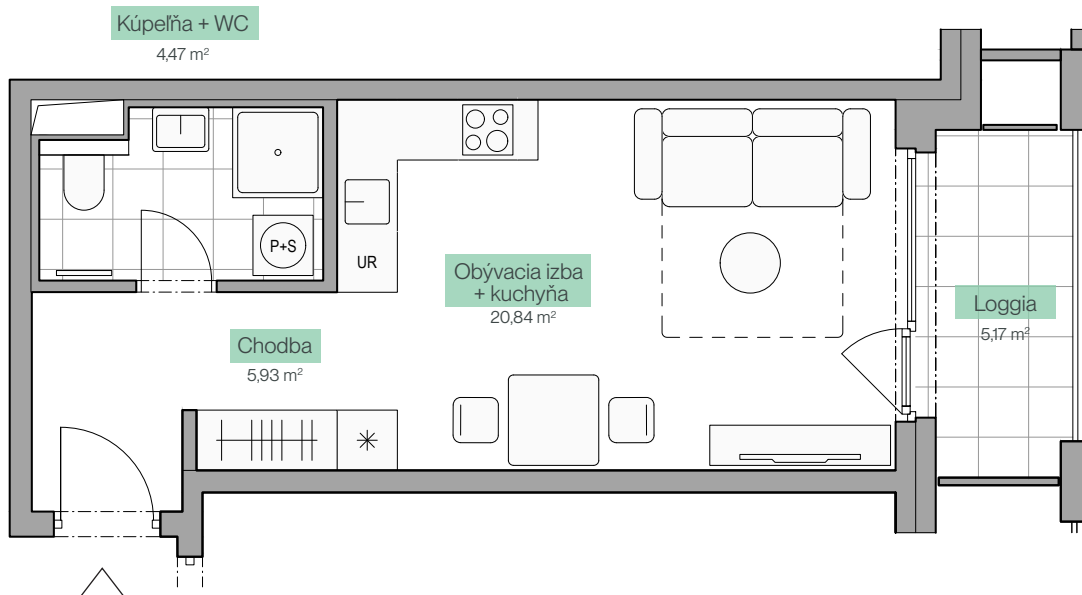 Kúpeľňa + WC
4,47 m²
P+S
UR
Obývacia izba
+ kuchyňa
20,84 m²
Loggia
5,17 m²
Chodba
5,93 m²